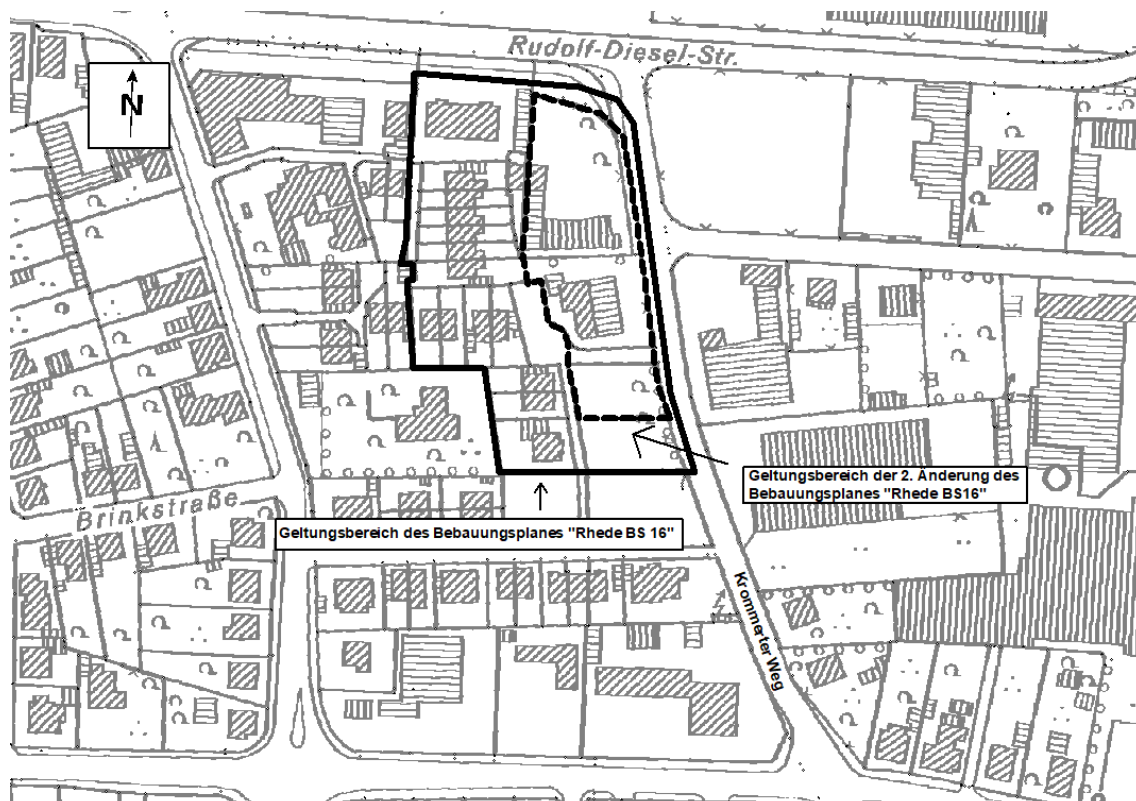 Rudolf-Diesel-Str.
N
Geltungsbereich der 2. Änderung des
Bebauungsplanes "Rhede BS16"
Brinkstraße
Geltungsbereich des Bebauungsplanes "Rhede BS 16"
Krommerter Weg